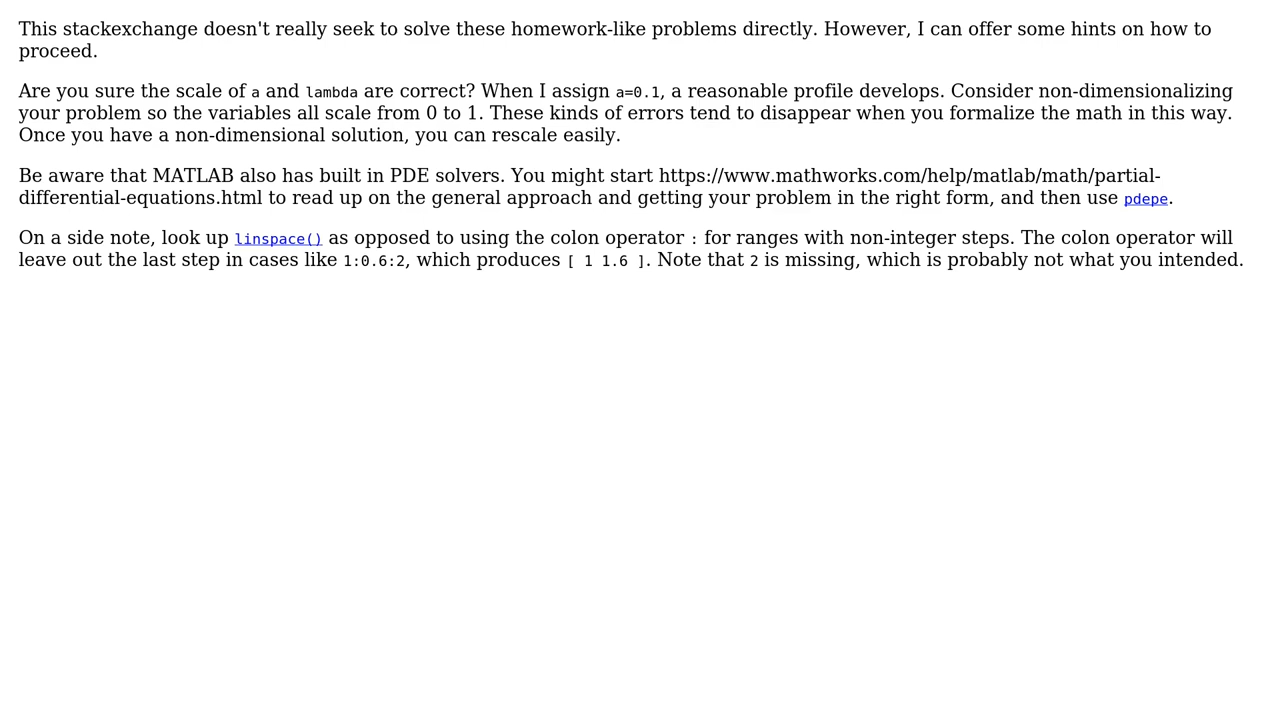 This stackexchange doesn't really seek to solve these homework-like problems directly. However, I can offer some hints on how to
proceed.
Are you sure the scale of a and lambda are correct? When I assign a=0.1, a reasonable profile develops. Consider non-dimensionalizing
your problem so the variables all scale from 0 to 1. These kinds of errors tend to disappear when you formalize the math in this way.
Once you have a non-dimensional solution, you can rescale easily.
Be aware that MATLAB also has built in PDE solvers. You might start https://www.mathworks.com/help/matlab/math/partial-
differential-equations.html to read up on the general approach and getting your problem in the right form, and then use pdepe.
On a side note, look up linspace() as opposed to using the colon operator : for ranges with non-integer steps. The colon operator will
leave out the last step in cases like 1:0.6:2, which produces [ 1 1.6 ]. Note that 2 is missing, which is probably not what you intended.